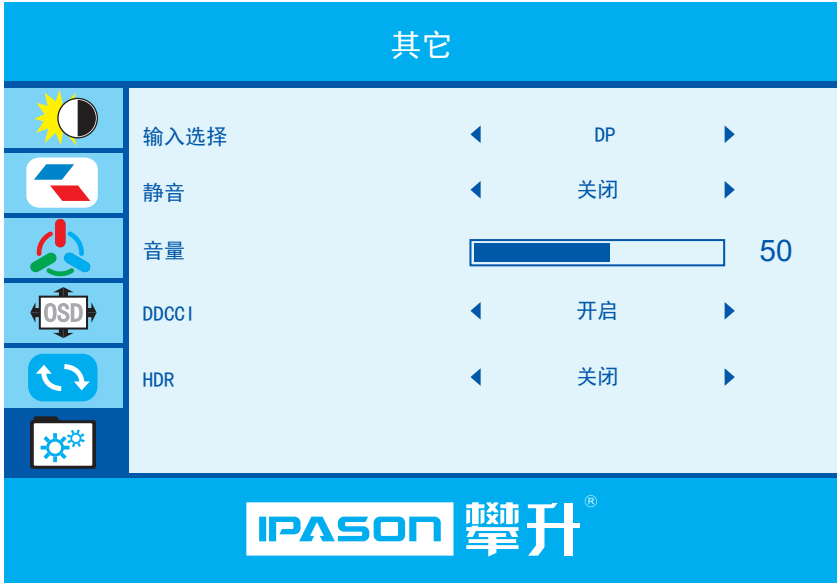 其它
输入选择 DP
静音 关闭
音量 50
OSD
DDCCI 开启
HDR 关闭
IPASON 攀升®